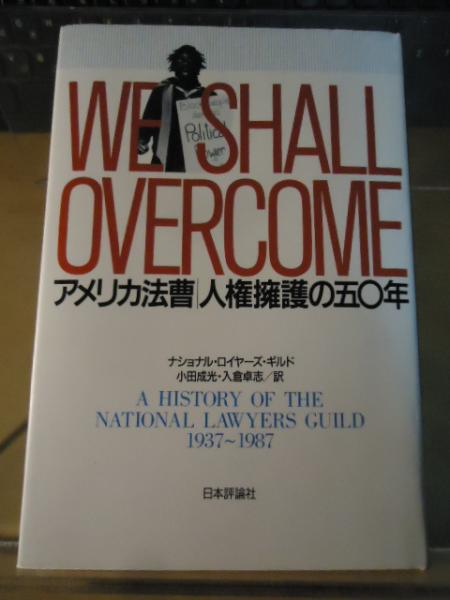 WE SHALL
Political
Power
OVERCOME
アメリカ法曹|人権擁護の五〇年
ナショナル・ロイヤーズ・ギルド
小田成光・入倉卓志/訳
A HISTORY OF THE
NATIONAL LAWYERS GUILD
1937~1987
日本評論社